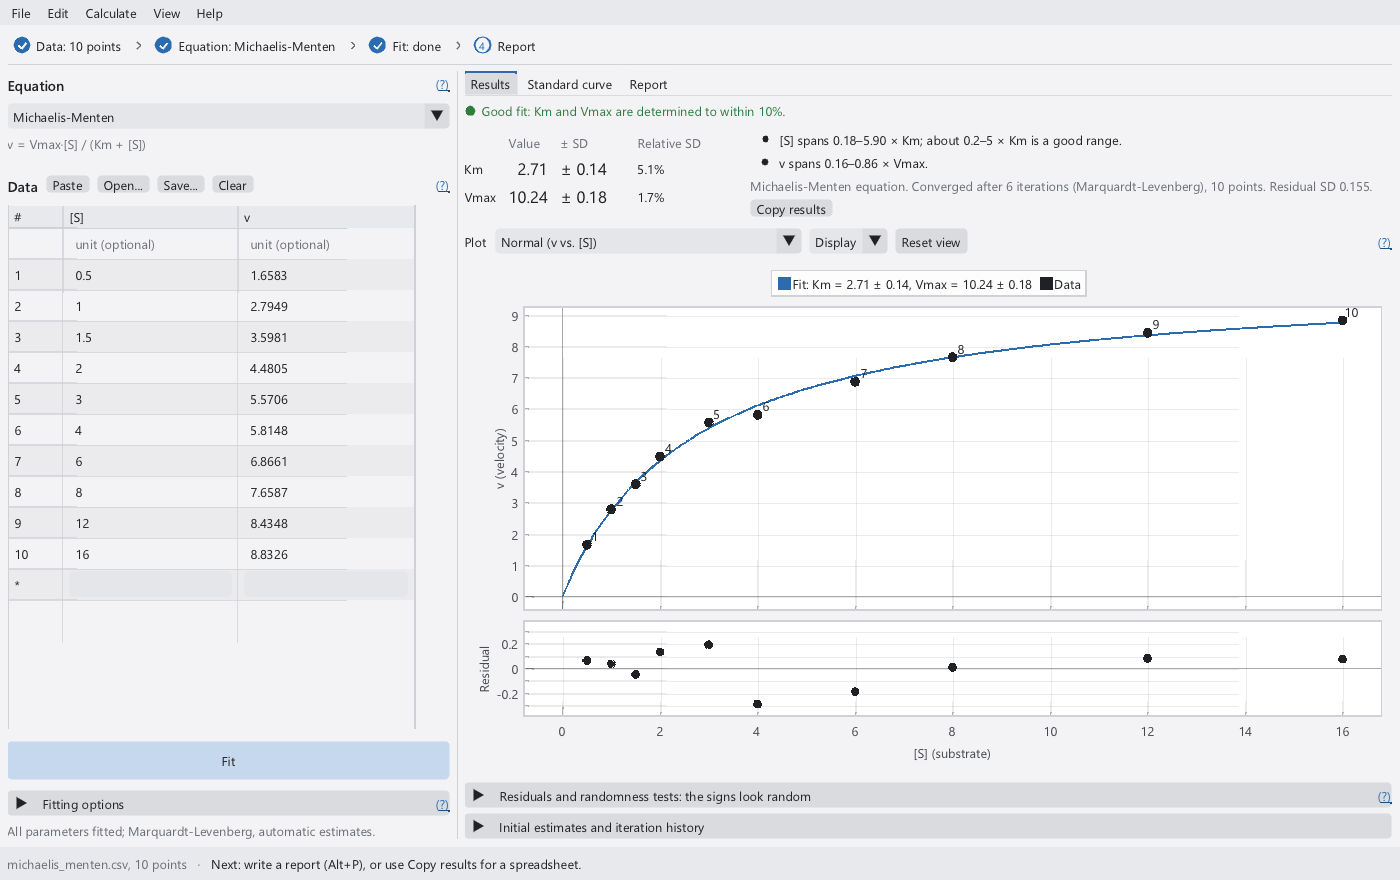 File Edit Calculate View Help
Data: 10 points > Equation: Michaelis-Menten > Fit: done > 4 Report
Equation (?)
Michaelis-Menten
v = Vmax·[S] / (Km + [S])
Data Paste Open... Save... Clear (?)
# [S] v
unit (optional) unit (optional)
1 0.5 1.6583
2 1 2.7949
3 1.5 3.5981
4 2 4.4805
5 3 5.5706
6 4 5.8148
7 6 6.8661
8 8 7.6587
9 12 8.4348
10 16 8.8326
*
Fit
Fitting options (?)
All parameters fitted; Marquardt-Levenberg, automatic estimates.
Results Standard curve Report
Good fit: Km and Vmax are determined to within 10%.
Value ± SD Relative SD
Km 2.71 ± 0.14 5.1%
Vmax 10.24 ± 0.18 1.7%
• [S] spans 0.18–5.90 × Km; about 0.2–5 × Km is a good range.
• v spans 0.16–0.86 × Vmax.
Michaelis-Menten equation. Converged after 6 iterations (Marquardt-Levenberg), 10 points. Residual SD 0.155.
Copy results
Plot Normal (v vs. [S]) Display Reset view (?)
Fit: Km = 2.71 ± 0.14, Vmax = 10.24 ± 0.18 Data
v (velocity)
9
8
7
6
5
4
3
2
1
0
1
2
3
4
5
6
7
8
9
10
Residual
0.2
0
-0.2
0 2 4 6 8 10 12 14 16
[S] (substrate)
Residuals and randomness tests: the signs look random (?)
Initial estimates and iteration history
michaelis_menten.csv, 10 points · Next: write a report (Alt+P), or use Copy results for a spreadsheet.